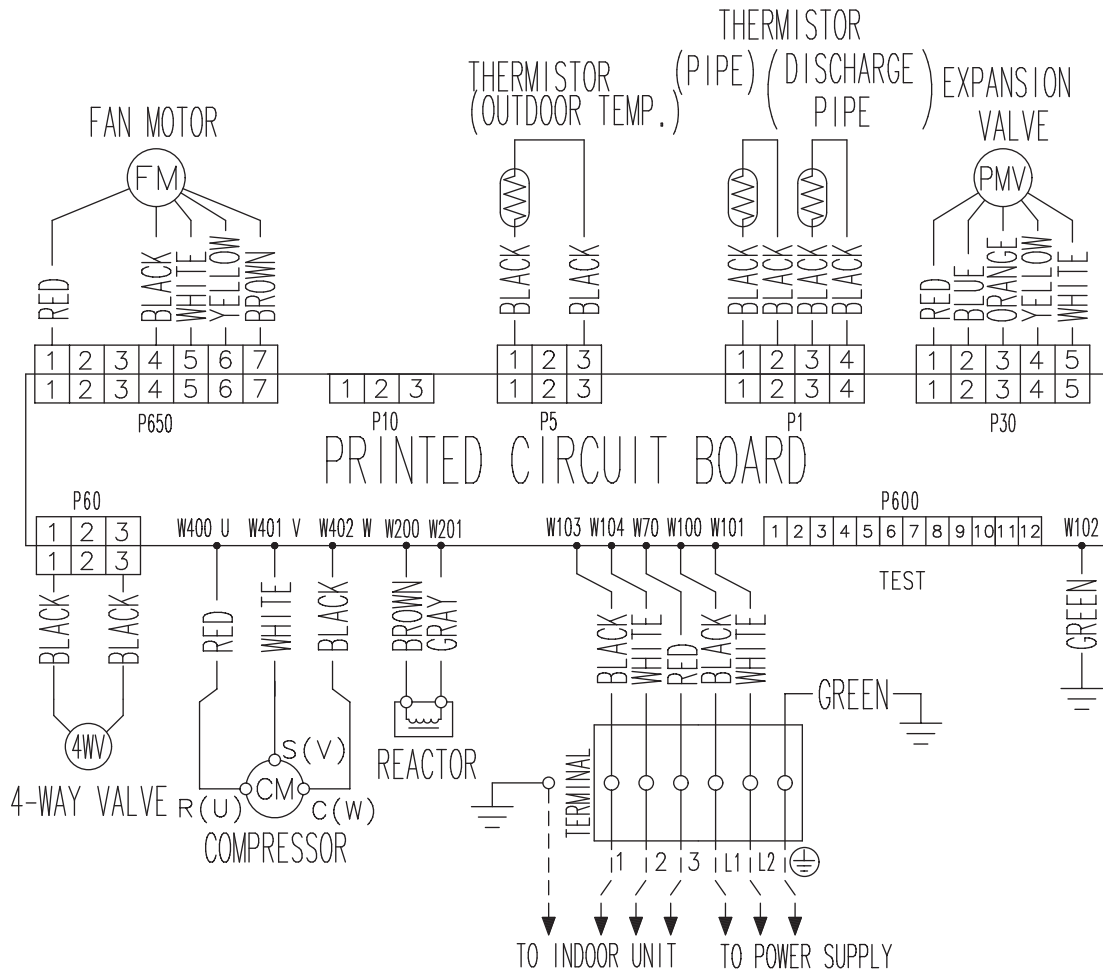 THERMISTOR
(PIPE) (DISCHARGE PIPE)
THERMISTOR
(OUTDOOR TEMP.)
EXPANSION
VALVE
FAN MOTOR
FM
PMV
RED BLACK WHITE YELLOW BROWN
BLACK BLACK
BLACK BLACK BLACK BLACK
RED BLUE ORANGE YELLOW WHITE
1 2 3 4 5 6 7
1 2 3
1 2 3 4
1 2 3 4 5
1 2 3 4 5 6 7
1 2 3
1 2 3
1 2 3 4
1 2 3 4 5
P650 P10 P5 P1 P30
PRINTED CIRCUIT BOARD
P60
P600
1 2 3
W400 U W401 V W402 W W200 W201
W103 W104 W70 W100 W101
1 2 3 4 5 6 7 8 9 10 11 12
W102
1 2 3
TEST
BLACK BLACK
RED WHITE BLACK
BROWN GRAY
BLACK WHITE RED BLACK WHITE
GREEN
GREEN
4WV
4-WAY VALVE
S(V)
CM
R(U) C(W)
COMPRESSOR
REACTOR
TERMINAL
1 2 3 L1 L2
TO INDOOR UNIT
TO POWER SUPPLY